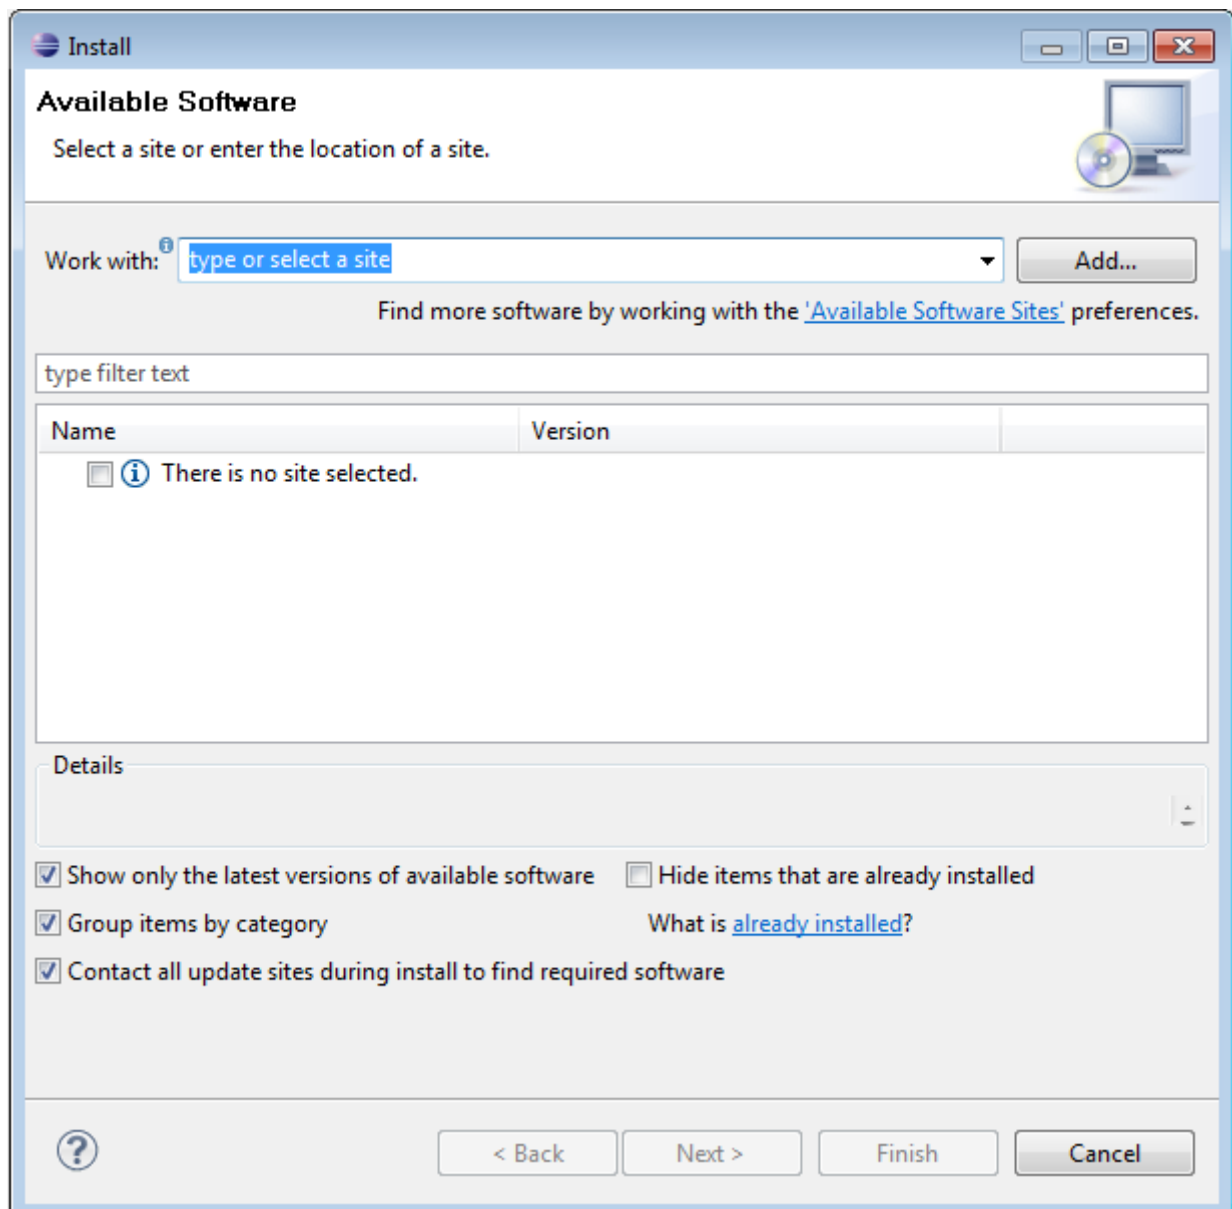 Install
Available Software
Select a site or enter the location of a site.
Work with: type or select a site Add...
Find more software by working with the 'Available Software Sites' preferences.
type filter text
Name Version
There is no site selected.
Details
Show only the latest versions of available software Hide items that are already installed
Group items by category What is already installed?
Contact all update sites during install to find required software
< Back Next > Finish Cancel